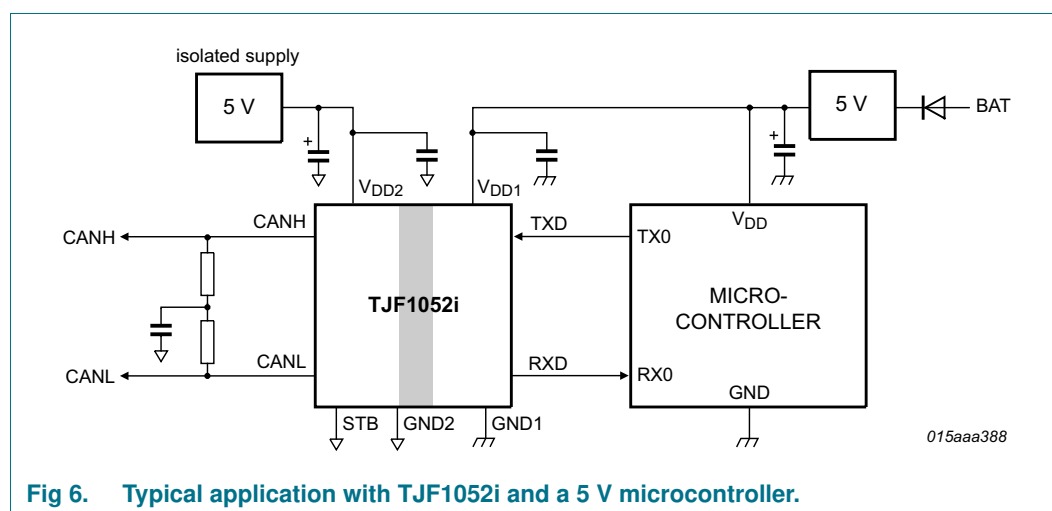 isolated supply
5 V
5 V
BAT
+
+
VDD2
VDD1
VDD
CANH
CANH
TXD
TX0
TJF1052i
MICRO-
CONTROLLER
CANL
CANL
RXD
RX0
STB
GND2
GND1
GND
015aaa388
Fig 6. Typical application with TJF1052i and a 5 V microcontroller.